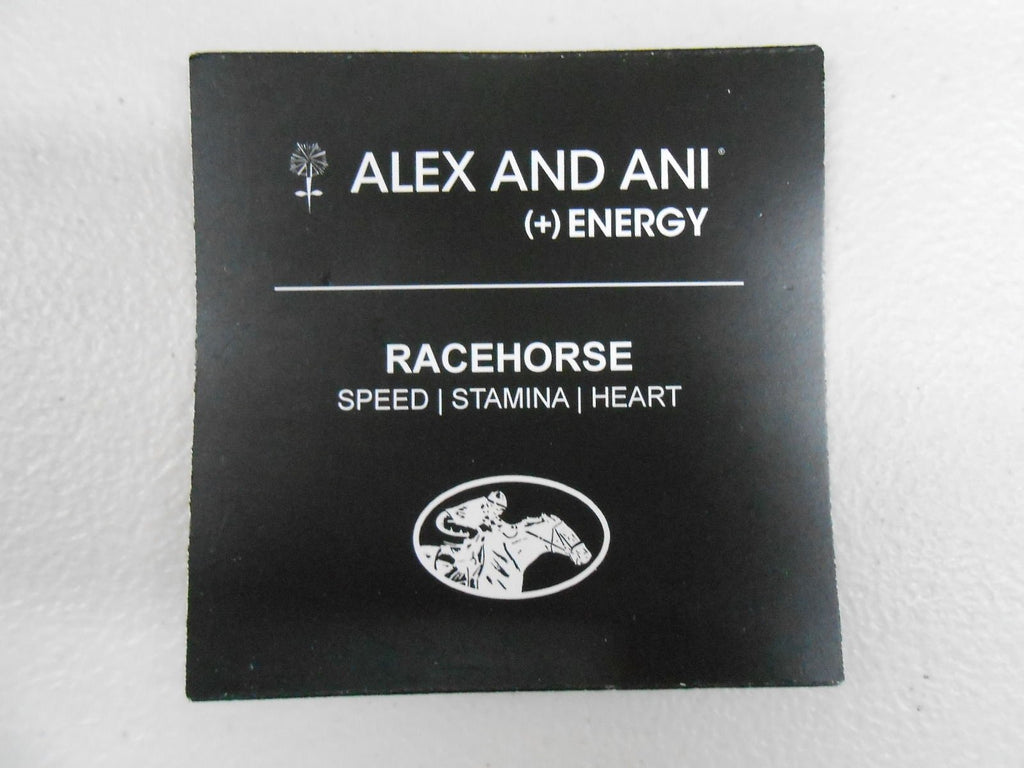 ALEX AND ANI®
(+) ENERGY
RACEHORSE
SPEED | STAMINA | HEART